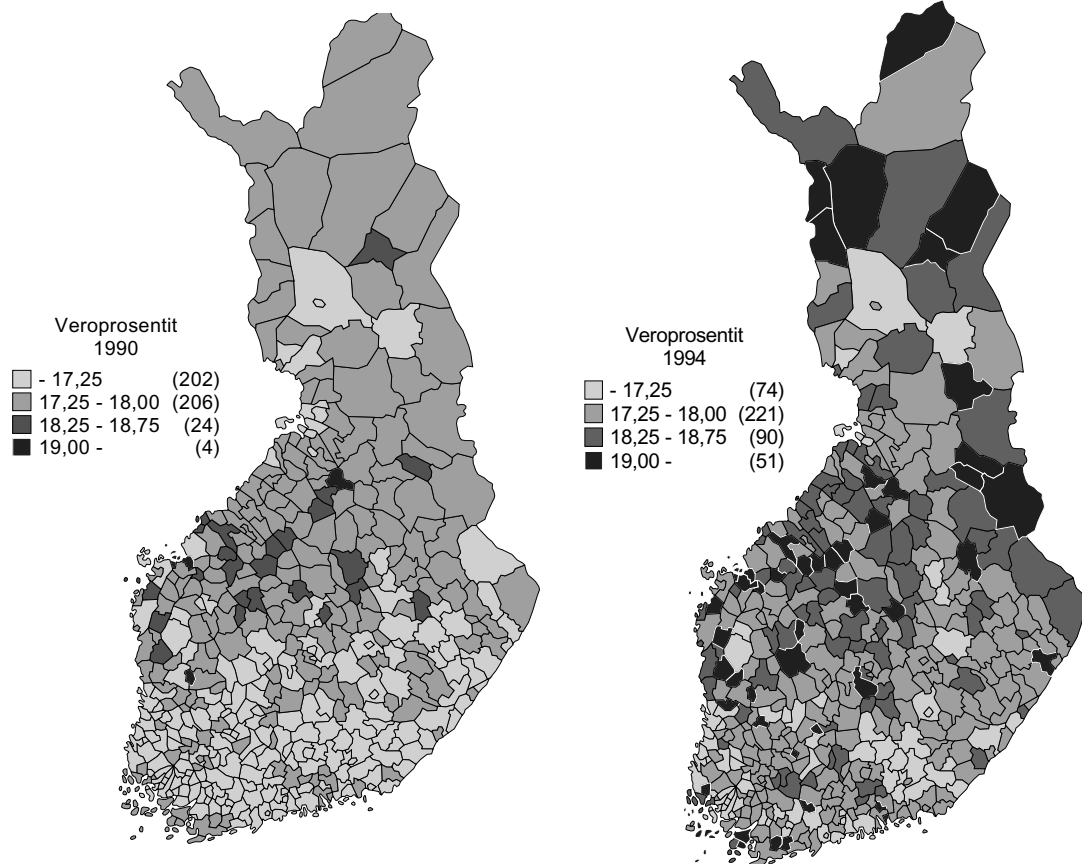 Veroprosentit
1990
- 17,25 (202)
17,25 - 18,00 (206)
18,25 - 18,75 (24)
19,00 - (4)
Veroprosentit
1994
- 17,25 (74)
17,25 - 18,00 (221)
18,25 - 18,75 (90)
19,00 - (51)